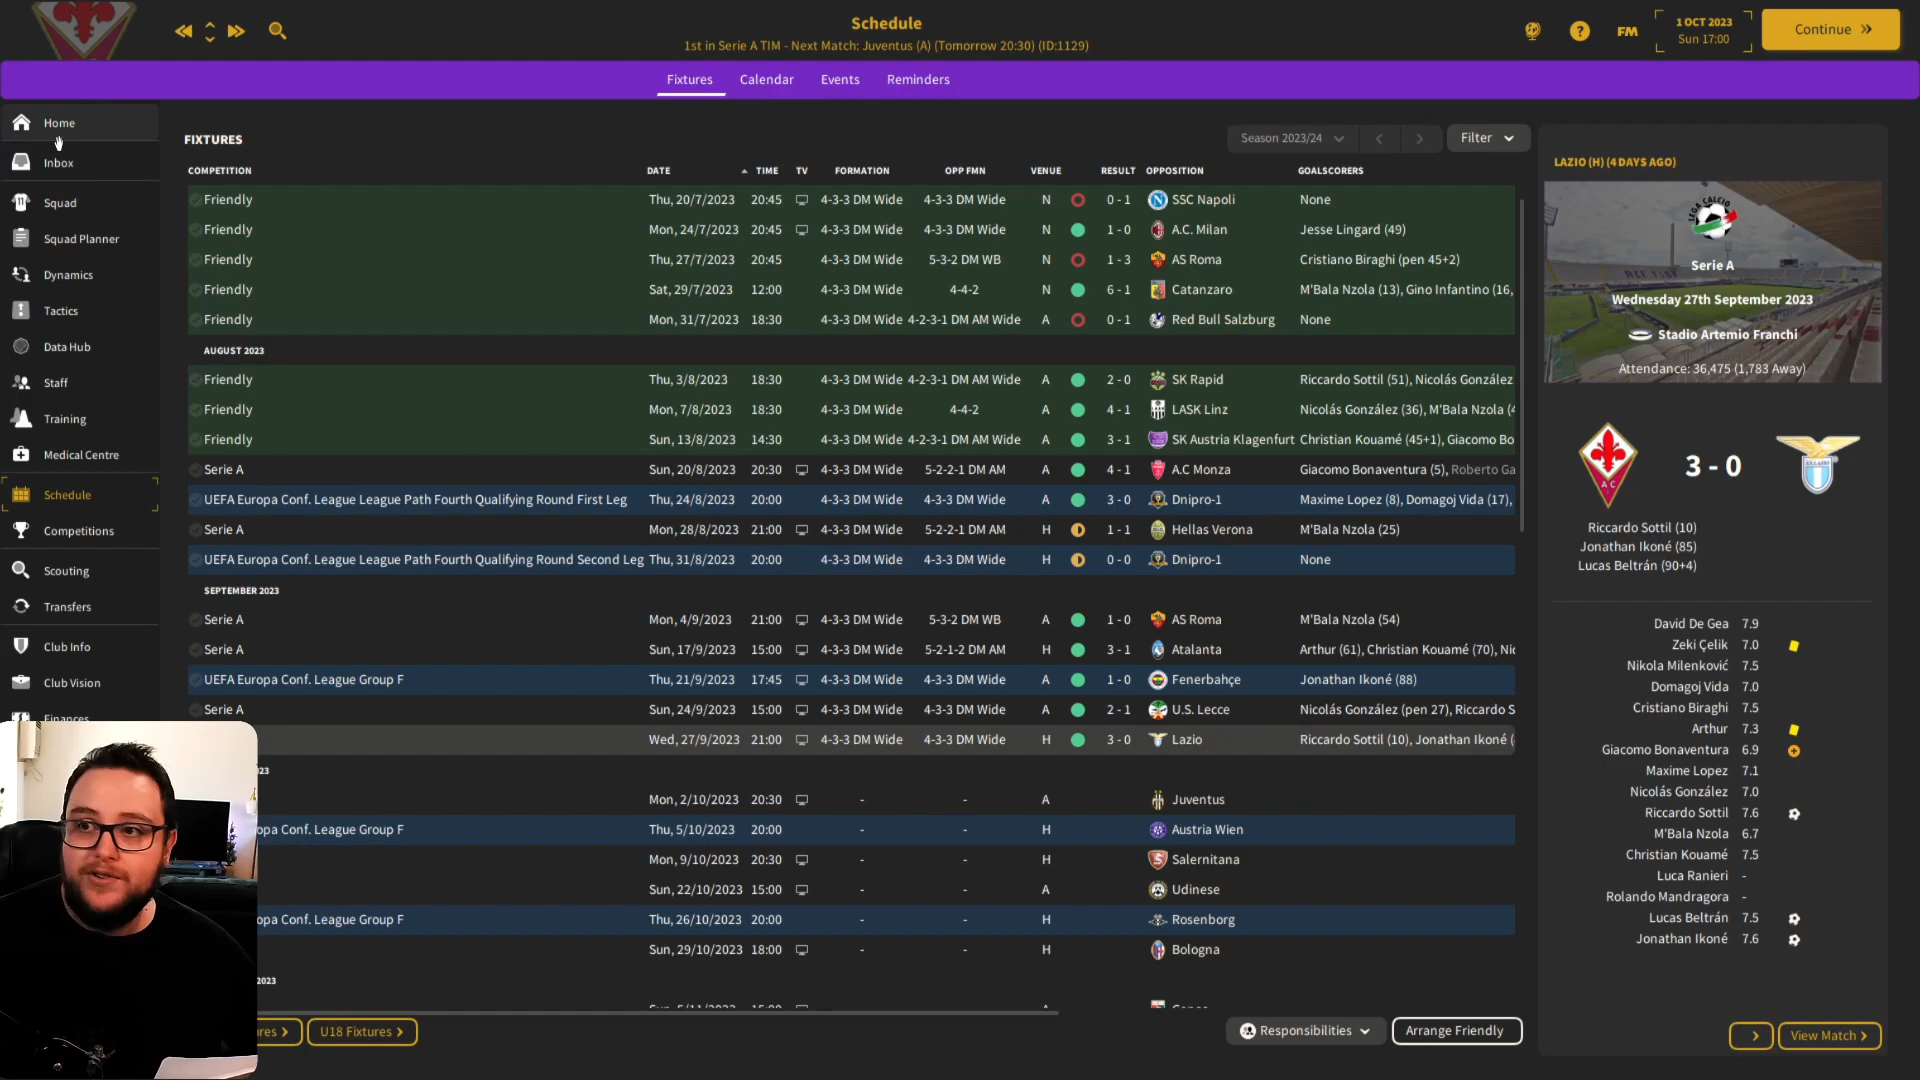 Schedule
1st in Serie A TIM - Next Match: Juventus (A) (Tomorrow 20:30) (ID:1129)
FM
1 OCT 2023
Sun 17:00
Continue
Fixtures Calendar Events Reminders
Home
Inbox
Squad
Squad Planner
Dynamics
Tactics
Data Hub
Staff
Training
Medical Centre
Schedule
Competitions
Scouting
Transfers
Club Info
Club Vision
Finances
FIXTURES
Season 2023/24
Filter
COMPETITION DATE TIME TV FORMATION OPP FMN VENUE RESULT OPPOSITION GOALSCORERS
Friendly Thu, 20/7/2023 20:45 4-3-3 DM Wide 4-3-3 DM Wide N 0 - 1 SSC Napoli None
Friendly Mon, 24/7/2023 20:45 4-3-3 DM Wide 4-3-3 DM Wide N 1 - 0 A.C. Milan Jesse Lingard (49)
Friendly Thu, 27/7/2023 20:45 4-3-3 DM Wide 5-3-2 DM WB N 1 - 3 AS Roma Cristiano Biraghi (pen 45+2)
Friendly Sat, 29/7/2023 12:00 4-3-3 DM Wide 4-4-2 N 6 - 1 Catanzaro M'Bala Nzola (13), Gino Infantino (16,
Friendly Mon, 31/7/2023 18:30 4-3-3 DM Wide 4-2-3-1 DM AM Wide A 0 - 1 Red Bull Salzburg None
AUGUST 2023
Friendly Thu, 3/8/2023 18:30 4-3-3 DM Wide 4-2-3-1 DM AM Wide A 2 - 0 SK Rapid Riccardo Sottil (51), Nicolás González
Friendly Mon, 7/8/2023 18:30 4-3-3 DM Wide 4-4-2 A 4 - 1 LASK Linz Nicolás González (36), M'Bala Nzola (4
Friendly Sun, 13/8/2023 14:30 4-3-3 DM Wide 4-2-3-1 DM AM Wide A 3 - 1 SK Austria Klagenfurt Christian Kouamé (45+1), Giacomo Bo
Serie A Sun, 20/8/2023 20:30 4-3-3 DM Wide 5-2-2-1 DM AM A 4 - 1 A.C Monza Giacomo Bonaventura (5), Roberto Ga
UEFA Europa Conf. League League Path Fourth Qualifying Round First Leg Thu, 24/8/2023 20:00 4-3-3 DM Wide 4-3-3 DM Wide A 3 - 0 Dnipro-1 Maxime Lopez (8), Domagoj Vida (17),
Serie A Mon, 28/8/2023 21:00 4-3-3 DM Wide 5-2-2-1 DM AM H 1 - 1 Hellas Verona M'Bala Nzola (25)
UEFA Europa Conf. League League Path Fourth Qualifying Round Second Leg Thu, 31/8/2023 20:00 4-3-3 DM Wide 4-3-3 DM Wide H 0 - 0 Dnipro-1 None
SEPTEMBER 2023
Serie A Mon, 4/9/2023 21:00 4-3-3 DM Wide 5-3-2 DM WB A 1 - 0 AS Roma M'Bala Nzola (54)
Serie A Sun, 17/9/2023 15:00 4-3-3 DM Wide 5-2-1-2 DM AM H 3 - 1 Atalanta Arthur (61), Christian Kouamé (70), Nic
UEFA Europa Conf. League Group F Thu, 21/9/2023 17:45 4-3-3 DM Wide 4-3-3 DM Wide A 1 - 0 Fenerbahçe Jonathan Ikoné (88)
Serie A Sun, 24/9/2023 15:00 4-3-3 DM Wide 4-3-3 DM Wide A 2 - 1 U.S. Lecce Nicolás González (pen 27), Riccardo S
Wed, 27/9/2023 21:00 4-3-3 DM Wide 4-3-3 DM Wide H 3 - 0 Lazio Riccardo Sottil (10), Jonathan Ikoné (
023
Mon, 2/10/2023 20:30 - - A Juventus
opa Conf. League Group F Thu, 5/10/2023 20:00 - - H Austria Wien
Mon, 9/10/2023 20:30 - - H Salernitana
Sun, 22/10/2023 15:00 - - A Udinese
opa Conf. League Group F Thu, 26/10/2023 20:00 - - H Rosenborg
Sun, 29/10/2023 18:00 - - H Bologna
2023
ures
U18 Fixtures
Responsibilities
Arrange Friendly
LAZIO (H) (4 DAYS AGO)
LEGA CALCIO
Serie A
Wednesday 27th September 2023
Stadio Artemio Franchi
Attendance: 36,475 (1,783 Away)
AC
3 - 0
S.S. LAZIO
Riccardo Sottil (10)
Jonathan Ikoné (85)
Lucas Beltrán (90+4)
David De Gea 7.9
Zeki Çelik 7.0
Nikola Milenković 7.5
Domagoj Vida 7.0
Cristiano Biraghi 7.5
Arthur 7.3
Giacomo Bonaventura 6.9
Maxime Lopez 7.1
Nicolás González 7.0
Riccardo Sottil 7.6
M'Bala Nzola 6.7
Christian Kouamé 7.5
Luca Ranieri -
Rolando Mandragora -
Lucas Beltrán 7.5
Jonathan Ikoné 7.6
View Match